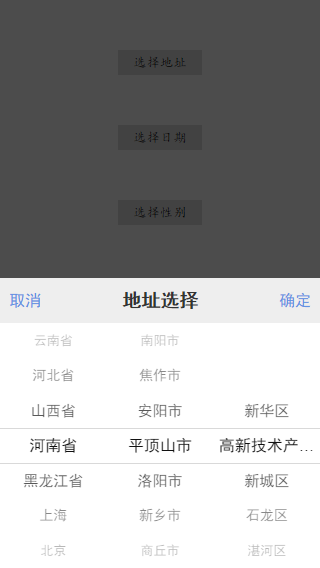 选择地址
选择日期
选择性别
取消 地址选择 确定
云南省 南阳市
河北省 焦作市
山西省 安阳市 新华区
河南省 平顶山市 高新技术产...
黑龙江省 洛阳市 新城区
上海 新乡市 石龙区
北京 商丘市 湛河区